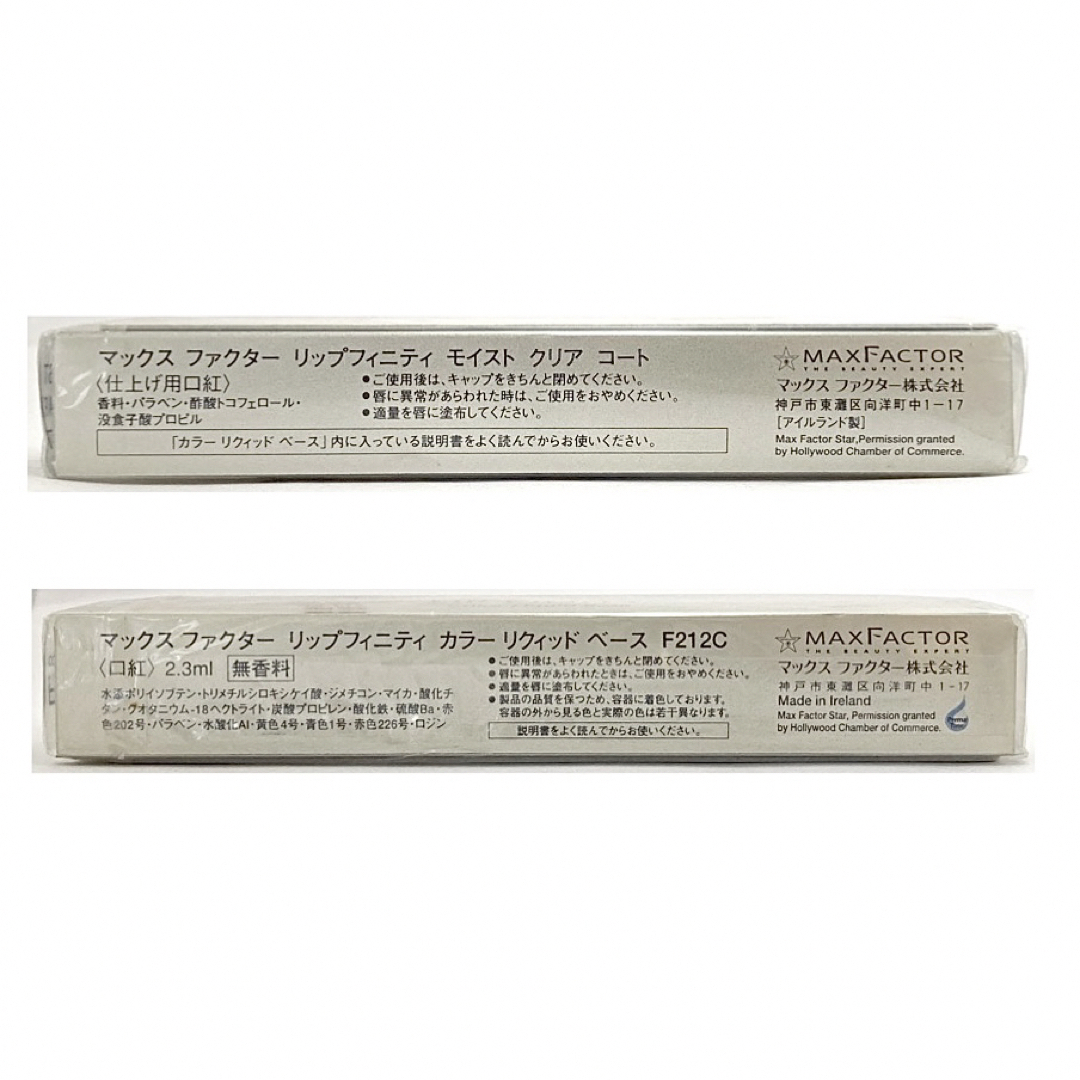 マックス ファクター リップフィニティ モイスト クリア コート
〈仕上げ用口紅〉
香料・パラベン・酢酸トコフェロール・
没食子酸プロピル
●ご使用後は、キャップをきちんと閉めてください。
●唇に異常があらわれた時は、ご使用をおやめください。
●適量を唇に塗布してください。
「カラー リクィッド ベース」内に入っている説明書をよく読んでからお使いください。
MAXFACTOR
THE BEAUTY EXPERT
マックス ファクター株式会社
神戸市東灘区向洋町中1-17
[アイルランド製]
Max Factor Star,Permission granted
by Hollywood Chamber of Commerce.
マックス ファクター リップフィニティ カラー リクィッド ベース F212C
〈口紅〉 2.3ml 無香料
水添ポリイソブテン・トリメチルシロキシケイ酸・ジメチコン・マイカ・酸化チ
タン・クオタニウム-18ヘクトライト・炭酸プロピレン・酸化鉄・硫酸Ba・赤
色202号・パラベン・水酸化Al・黄色4号・青色1号・赤色226号・ロジン
●ご使用後は、キャップをきちんと閉めてください。
●唇に異常があらわれたときは、ご使用をおやめください。
●適量を唇に塗布してください。
●製品の品質を保つため、容器に着色しております。
容器の外から見る色と実際の色は若干異なります。
説明書をよく読んでからお使いください。
MAXFACTOR
THE BEAUTY EXPERT
マックス ファクター株式会社
神戸市東灘区向洋町中1-17
Made in Ireland
Max Factor Star, Permission granted
by Hollywood Chamber of Commerce.